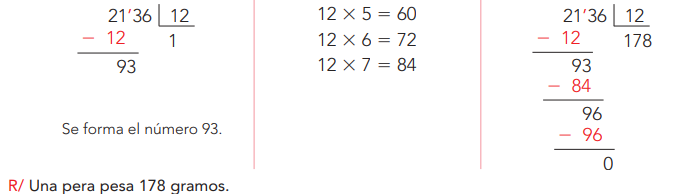 21'36 12
− 12 1
93
Se forma el número 93.
12 × 5 = 60
12 × 6 = 72
12 × 7 = 84
21'36 12
− 12 178
93
− 84
96
− 96
0
R/ Una pera pesa 178 gramos.